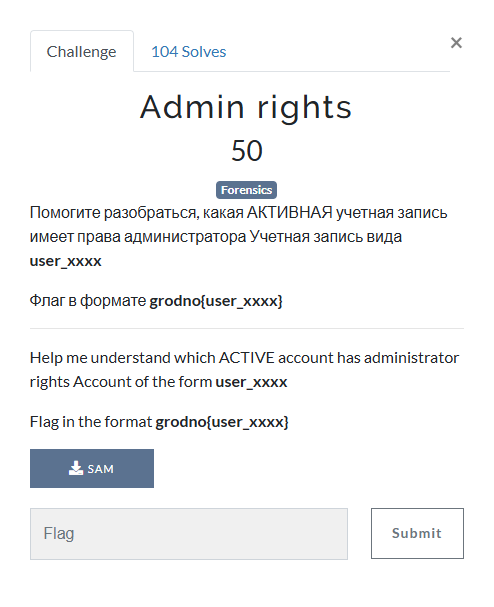 Challenge
104 Solves
×
Admin rights
50
Forensics
Помогите разобраться, какая АКТИВНАЯ учетная запись
имеет права администратора Учетная запись вида
user_xxxx
Флаг в формате grodno{user_xxxx}
Help me understand which ACTIVE account has administrator
rights Account of the form user_xxxx
Flag in the format grodno{user_xxxx}
SAM
Flag
Submit